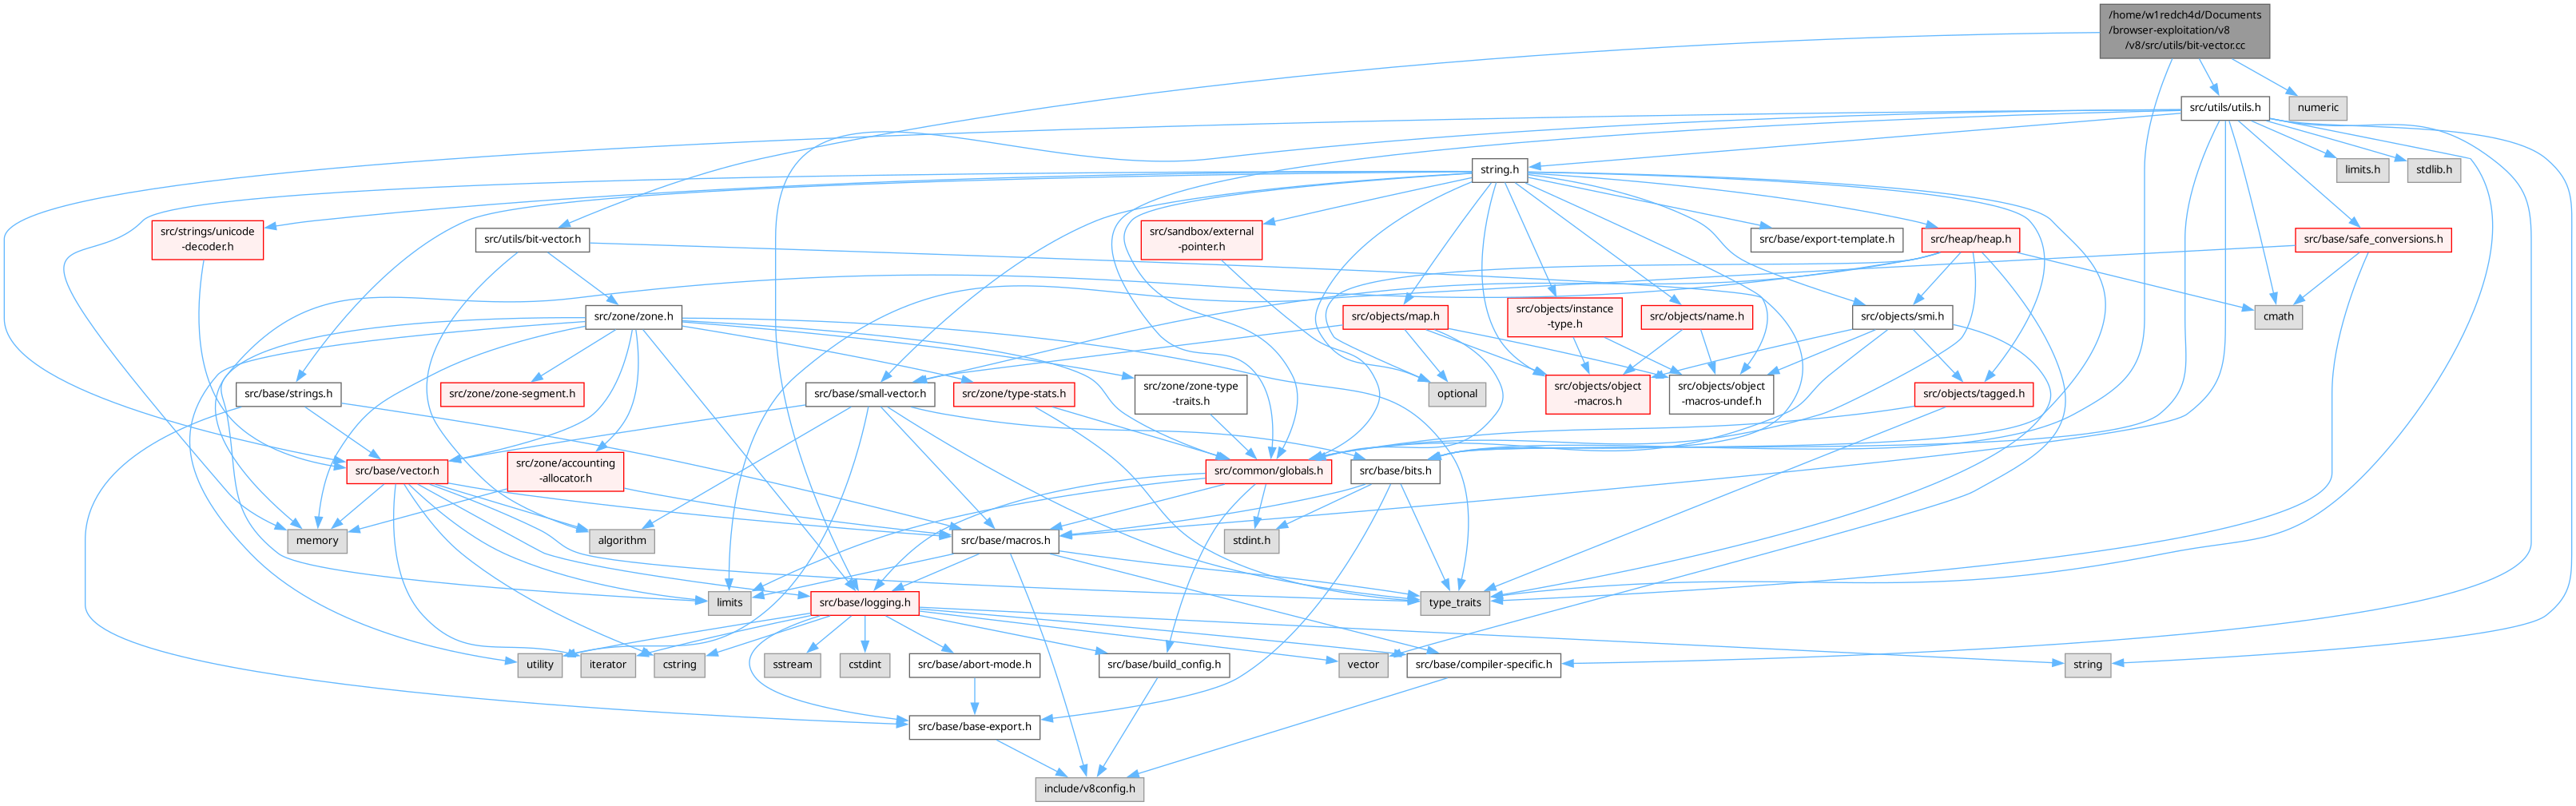 /home/w1redch4d/Documents
/browser-exploitation/v8
/v8/src/utils/bit-vector.cc
src/utils/utils.h
numeric
string.h
limits.h
stdlib.h
src/strings/unicode
-decoder.h
src/utils/bit-vector.h
src/sandbox/external
-pointer.h
src/base/export-template.h
src/heap/heap.h
src/base/safe_conversions.h
src/zone/zone.h
src/objects/map.h
src/objects/instance
-type.h
src/objects/name.h
src/objects/smi.h
cmath
src/base/strings.h
src/zone/zone-segment.h
src/base/small-vector.h
src/zone/type-stats.h
src/zone/zone-type
-traits.h
optional
src/objects/object
-macros.h
src/objects/object
-macros-undef.h
src/objects/tagged.h
src/base/vector.h
src/zone/accounting
-allocator.h
src/common/globals.h
src/base/bits.h
memory
algorithm
src/base/macros.h
stdint.h
limits
src/base/logging.h
type_traits
utility
iterator
cstring
sstream
cstdint
src/base/abort-mode.h
src/base/build_config.h
vector
src/base/compiler-specific.h
string
src/base/base-export.h
include/v8config.h